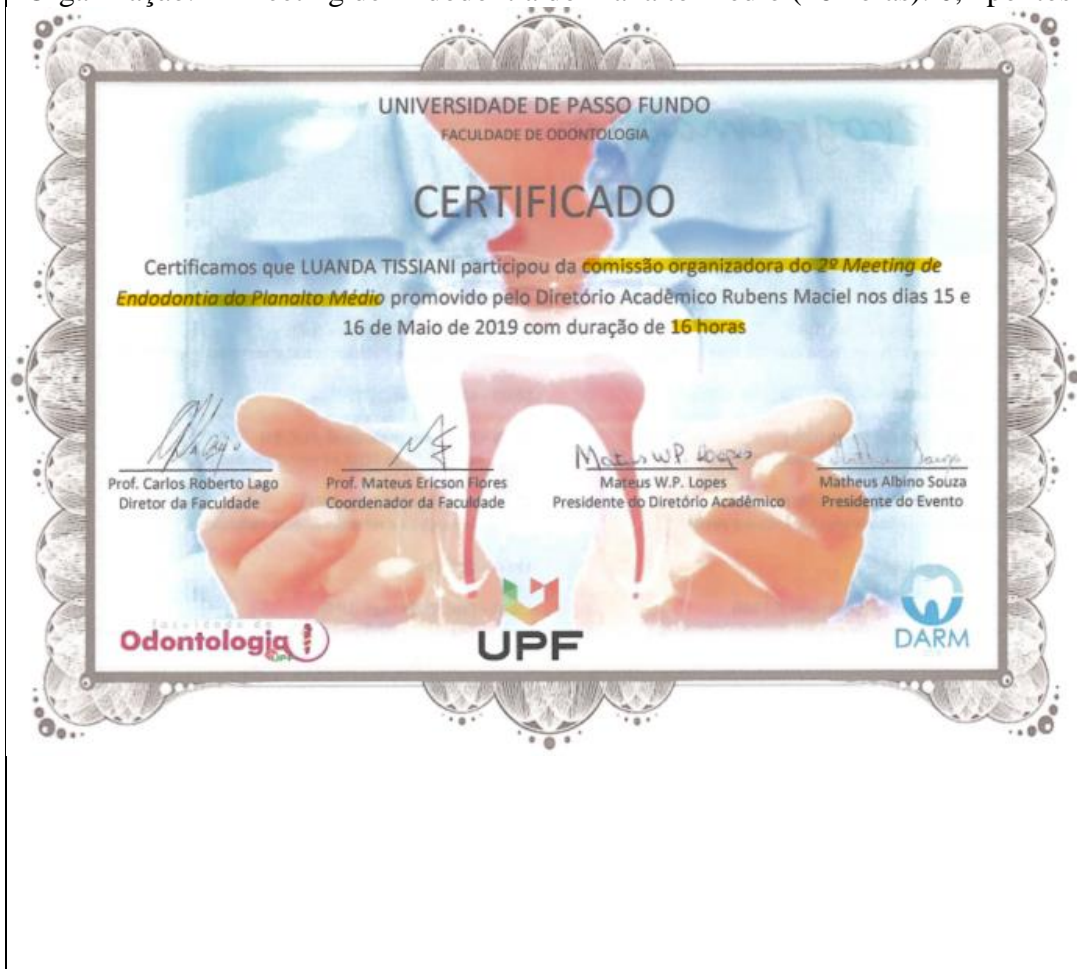 UNIVERSIDADE DE PASSO FUNDO
FACULDADE DE ODONTOLOGIA
CERTIFICADO
Certificamos que LUANDA TISSIANI participou da comissão organizadora do 2º Meeting de
Endodontia do Planalto Médio promovido pelo Diretório Acadêmico Rubens Maciel nos dias 15 e
16 de Maio de 2019 com duração de 16 horas
Mateus W.P. Lopes
Prof. Carlos Roberto Lago
Diretor da Faculdade
Prof. Mateus Ericson Flores
Coordenador da Faculdade
Mateus W.P. Lopes
Presidente do Diretório Acadêmico
Matheus Albino Souza
Presidente do Evento
faculdade de
Odontologia
UPF
UPF
DARM